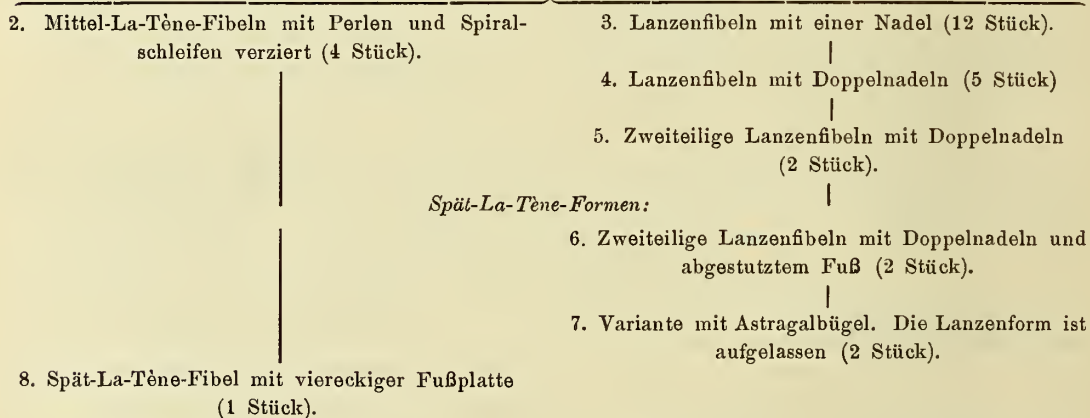 2. Mittel-La-Tène-Fibeln mit Perlen und Spiral-
schleifen verziert (4 Stück).
3. Lanzenfibeln mit einer Nadel (12 Stück).
4. Lanzenfibeln mit Doppelnadeln (5 Stück)
5. Zweiteilige Lanzenfibeln mit Doppelnadeln
(2 Stück).
Spät-La-Tène-Formen:
6. Zweiteilige Lanzenfibeln mit Doppelnadeln und
abgestutztem Fuß (2 Stück).
7. Variante mit Astragalbügel. Die Lanzenform ist
aufgelassen (2 Stück).
8. Spät-La-Tène-Fibel mit viereckiger Fußplatte
(1 Stück).